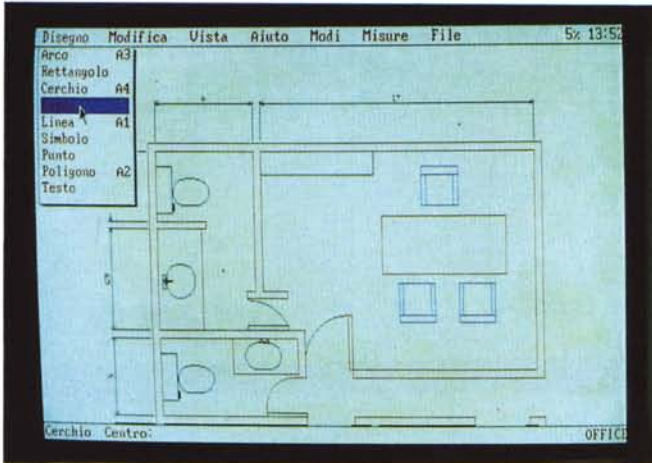 Disegno Modifica Vista Aiuto Modi Misure File 5% 13:52
Arco A3
Rettangolo
Cerchio A4
Linea A1
Simbolo
Punto
Poligono A2
Testo
Cerchio Centro:
OFFICE